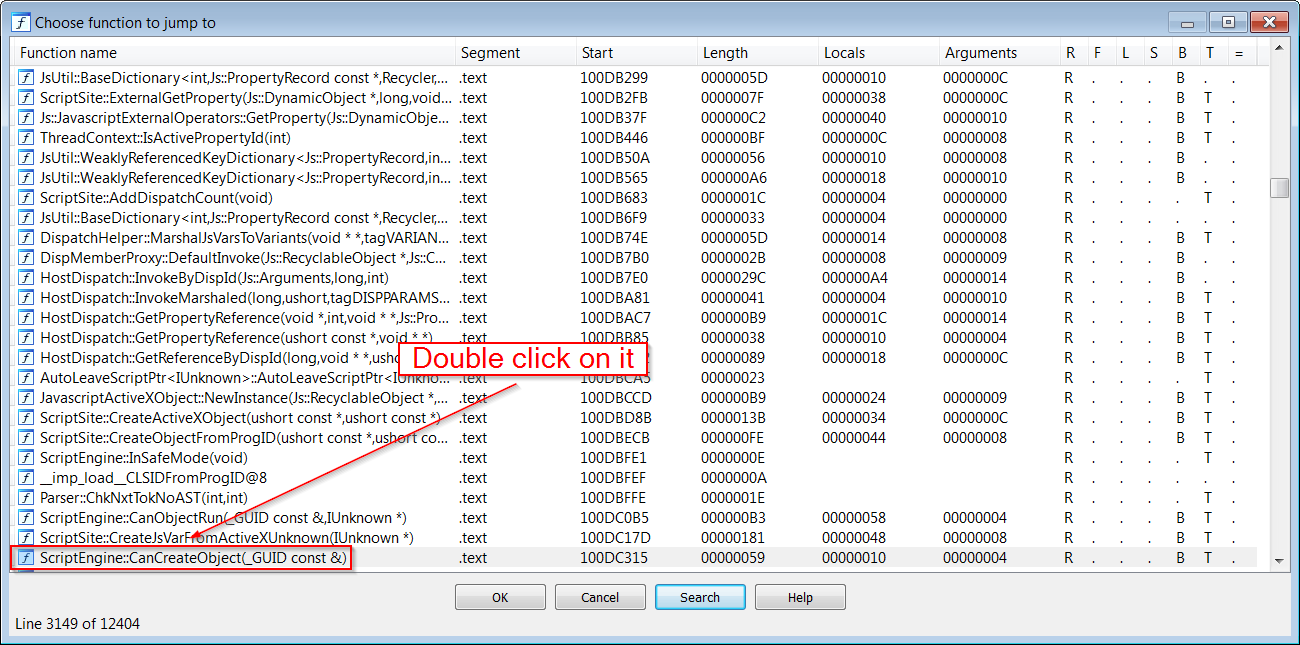 Choose function to jump to
Function name Segment Start Length Locals Arguments R F L S B T =
f JsUtil::BaseDictionary<int,Js::PropertyRecord const *,Recycler,... .text 100DB299 0000005D 00000010 0000000C R . . . B . .
f ScriptSite::ExternalGetProperty(Js::DynamicObject *,long,void... .text 100DB2FB 0000007F 00000038 0000000C R . . . B T .
f Js::JavascriptExternalOperators::GetProperty(Js::DynamicObje... .text 100DB37F 000000C2 00000040 00000010 R . . . B T .
f ThreadContext::IsActivePropertyId(int) .text 100DB446 000000BF 0000000C 00000008 R . . . B T .
f JsUtil::WeaklyReferencedKeyDictionary<Js::PropertyRecord,in... .text 100DB50A 00000056 00000010 00000008 R . . . B . .
f JsUtil::WeaklyReferencedKeyDictionary<Js::PropertyRecord,in... .text 100DB565 000000A6 00000018 00000010 R . . . B . .
f ScriptSite::AddDispatchCount(void) .text 100DB683 0000001C 00000004 00000000 R . . . . T .
f JsUtil::BaseDictionary<int,Js::PropertyRecord const *,Recycler,... .text 100DB6F9 00000033 00000004 00000000 R . . . . . .
f DispatchHelper::MarshalJsVarsToVariants(void * *,tagVARIAN... .text 100DB74E 0000005D 00000014 00000008 R . . . B T .
f DispMemberProxy::DefaultInvoke(Js::RecyclableObject *,Js::C... .text 100DB7B0 0000002B 00000008 00000009 R . . . B T .
f HostDispatch::InvokeByDispId(Js::Arguments,long,int) .text 100DB7E0 0000029C 000000A4 00000014 R . . . B . .
f HostDispatch::InvokeMarshaled(long,ushort,tagDISPPARAMS... .text 100DBA81 00000041 00000004 00000010 R . . . B T .
f HostDispatch::GetPropertyReference(void *,int,void * *,Js::Pro... .text 100DBAC7 000000B9 0000001C 00000014 R . . . B T .
f HostDispatch::GetPropertyReference(ushort const *,void * *) .text 100DBB85 00000038 00000010 00000004 R . . . B T .
f HostDispatch::GetReferenceByDispId(long,void * *,usho 00000089 00000018 0000000C R . . . B T .
Double click on it
f AutoLeaveScriptPtr<IUnknown>::AutoLeaveScriptPtr<IUnkno... .text 100DBCA5 00000023 R . . . . T .
f JavascriptActiveXObject::NewInstance(Js::RecyclableObject *,... .text 100DBCCD 000000B9 00000024 00000009 R . . . B T .
f ScriptSite::CreateActiveXObject(ushort const *,ushort const *) .text 100DBD8B 0000013B 00000034 0000000C R . . . B T .
f ScriptSite::CreateObjectFromProgID(ushort const *,ushort co... .text 100DBECB 000000FE 00000044 00000008 R . . . B T .
f ScriptEngine::InSafeMode(void) .text 100DBFE1 0000000E R . . . . T .
f __imp_load__CLSIDFromProgID@8 .text 100DBFEF 0000000A R . . . . . .
f Parser::ChkNxtTokNoAST(int,int) .text 100DBFFE 0000001E R . . . . T .
f ScriptEngine::CanObjectRun(_GUID const &,IUnknown *) .text 100DC0B5 000000B3 00000058 00000004 R . . . B T .
f ScriptSite::CreateJsVarFromActiveXUnknown(IUnknown *) .text 100DC17D 00000181 00000048 00000008 R . . . B T .
f ScriptEngine::CanCreateObject(_GUID const &) .text 100DC315 00000059 00000010 00000004 R . . . B T .
OK Cancel Search Help
Line 3149 of 12404